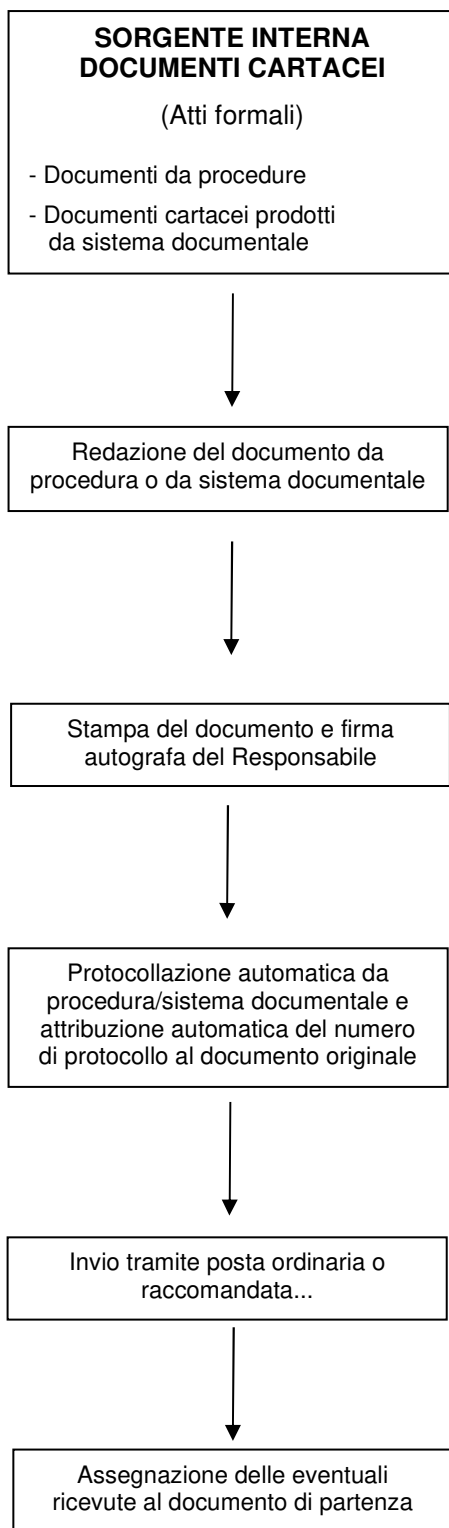 SORGENTE INTERNA
DOCUMENTI CARTACEI
(Atti formali)
- Documenti da procedure
- Documenti cartacei prodotti
da sistema documentale
Redazione del documento da
procedura o da sistema documentale
Stampa del documento e firma
autografa del Responsabile
Protocollazione automatica da
procedura/sistema documentale e
attribuzione automatica del numero
di protocollo al documento originale
Invio tramite posta ordinaria o
raccomandata...
Assegnazione delle eventuali
ricevute al documento di partenza